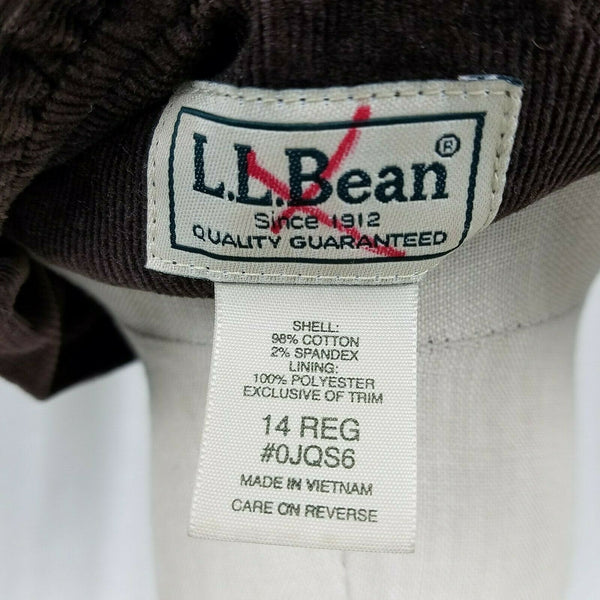 L.L.Bean®
Since 1912
QUALITY GUARANTEED
SHELL:
98% COTTON
2% SPANDEX
LINING:
100% POLYESTER
EXCLUSIVE OF TRIM
14 REG
#0JQS6
MADE IN VIETNAM
CARE ON REVERSE